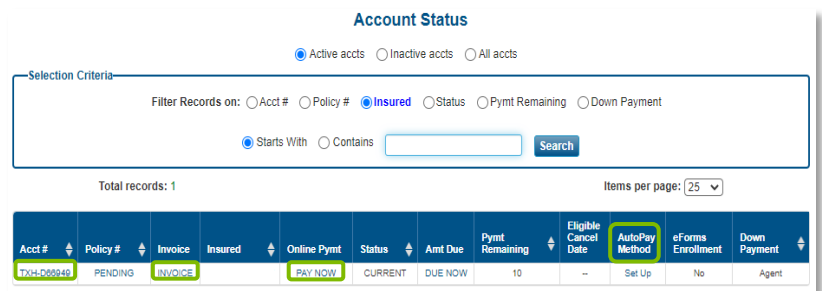 Account Status
Active accts Inactive accts All accts
Selection Criteria
Filter Records on: Acct # Policy # Insured Status Pymt Remaining Down Payment
Starts With Contains Search
Total records: 1 Items per page: 25
Acct # Policy # Invoice Insured Online Pymt Status Amt Due Pymt Remaining Eligible Cancel Date AutoPay Method eForms Enrollment Down Payment
TXH-D66949 PENDING INVOICE PAY NOW CURRENT DUE NOW 10 -- Set Up No Agent